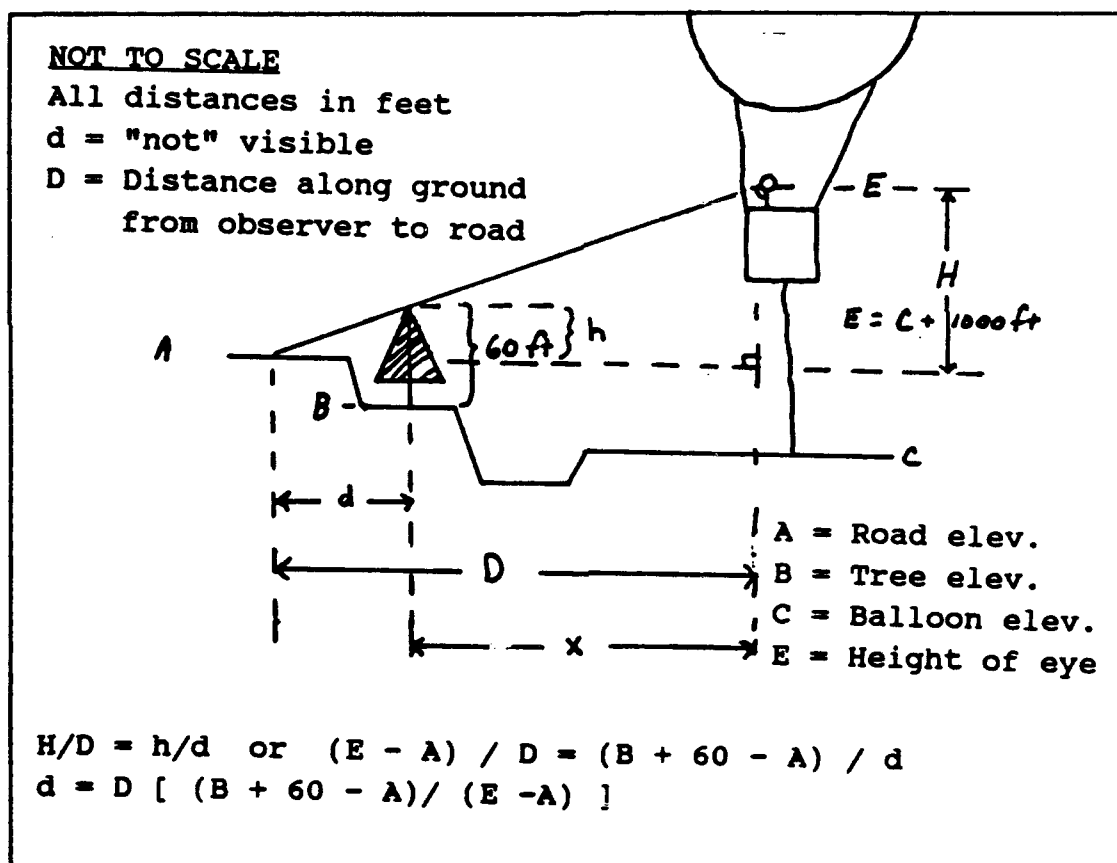 NOT TO SCALE
All distances in feet
d = "not" visible
D = Distance along ground
from observer to road
E
H
E = C + 1000 ft
h
60 ft
A
B
C
d
D
x
A = Road elev.
B = Tree elev.
C = Balloon elev.
E = Height of eye
H/D = h/d or (E - A) / D = (B + 60 - A) / d
d = D [ (B + 60 - A)/ (E -A) ]